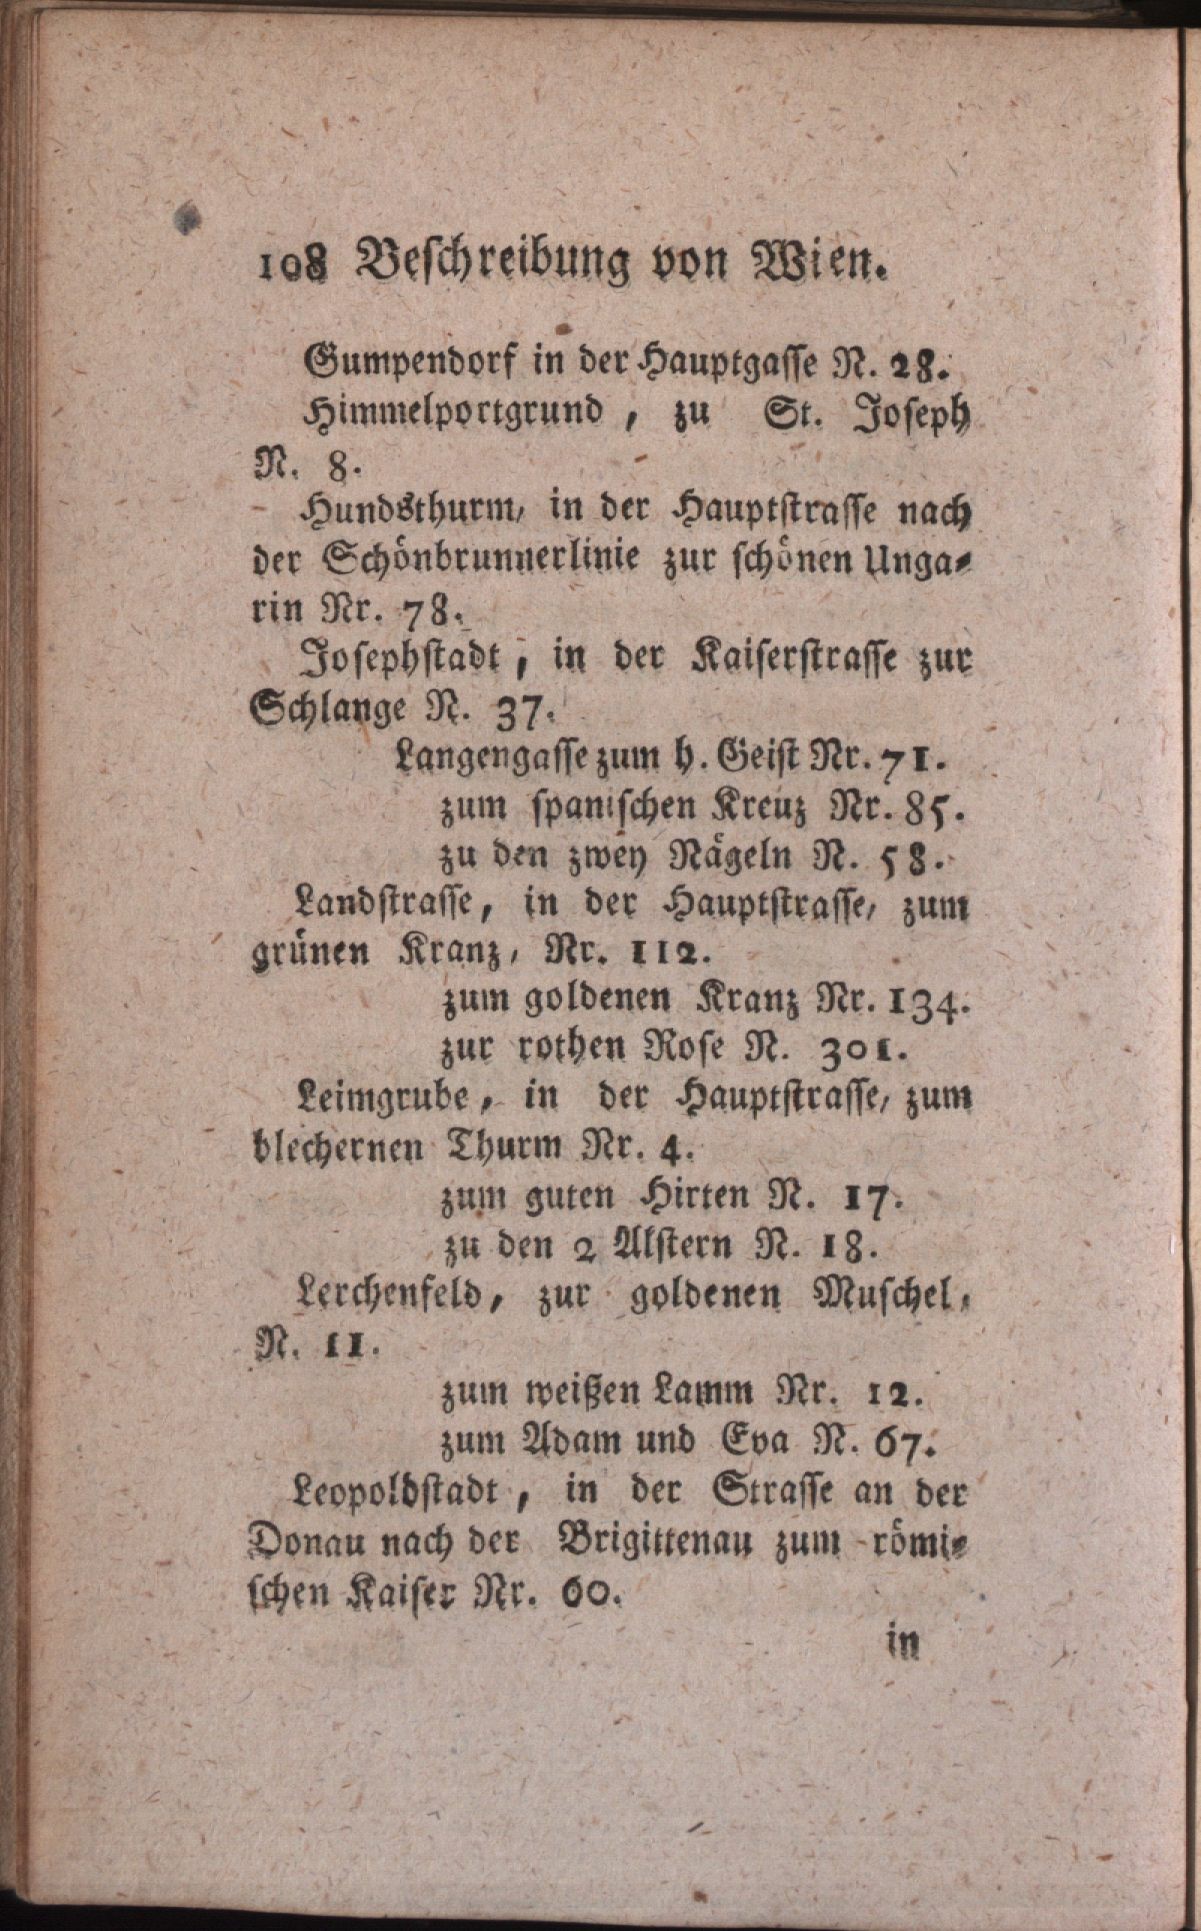 108 Beschreibung von Wien.
Gumpendorf in der Hauptgasse N. 28.
Himmelportgrund, zu St. Joseph
N. 8.
Hundsthurm, in der Hauptstrasse nach
der Schönbrunnerlinie zur schönen Unga-
rin Nr. 78.
Josephstadt, in der Kaiserstrasse zur
Schlange N. 37.
Langengasse zum h. Geist Nr. 71.
zum spanischen Kreuz Nr. 85.
zu den zwey Nägeln N. 58.
Landstrasse, in der Hauptstrasse, zum
grünen Kranz, Nr. 112.
zum goldenen Kranz Nr. 134.
zur rothen Rose N. 301.
Leimgrube, in der Hauptstrasse, zum
blechernen Thurm Nr. 4.
zum guten Hirten N. 17.
zu den 2 Alstern N. 18.
Lerchenfeld, zur goldenen Muschel,
N. 11.
zum weißen Lamm Nr. 12.
zum Adam und Eva N. 67.
Leopoldstadt, in der Strasse an der
Donau nach der Brigittenau zum römi-
schen Kaiser Nr. 60.
in